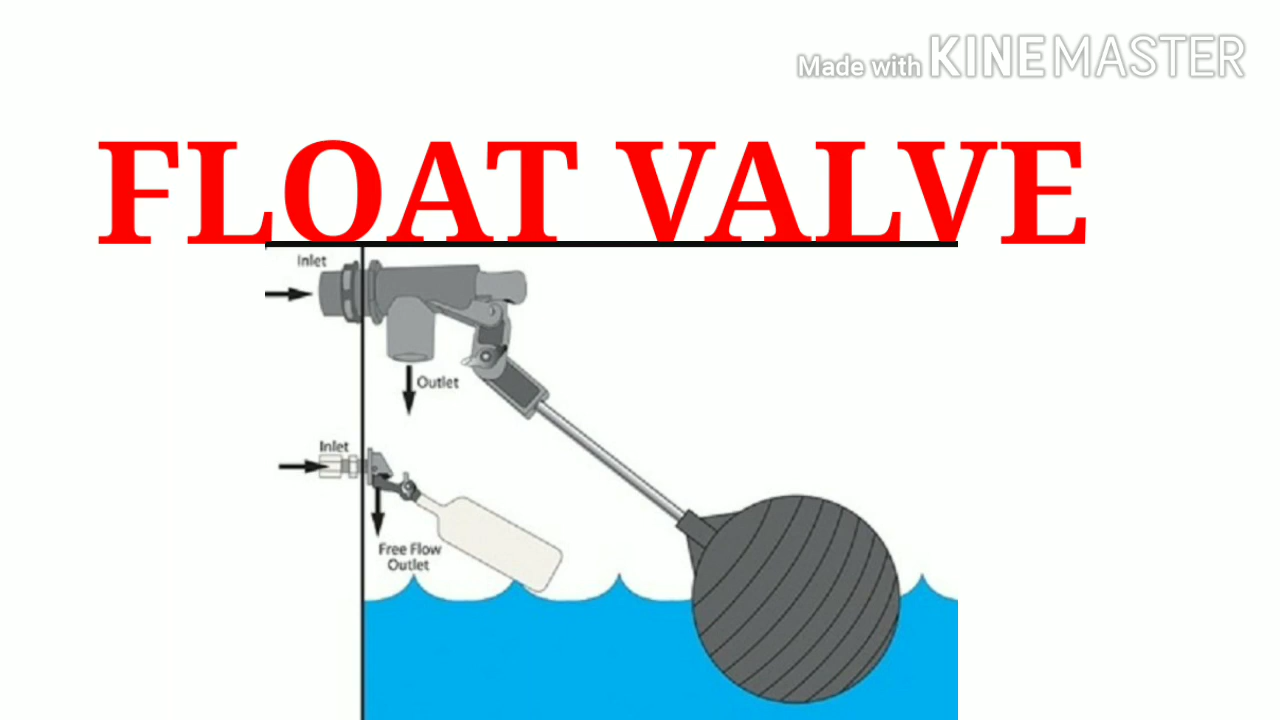 Made with KINEMASTER
FLOAT VALVE
Inlet
Outlet
Inlet
Free Flow
Outlet